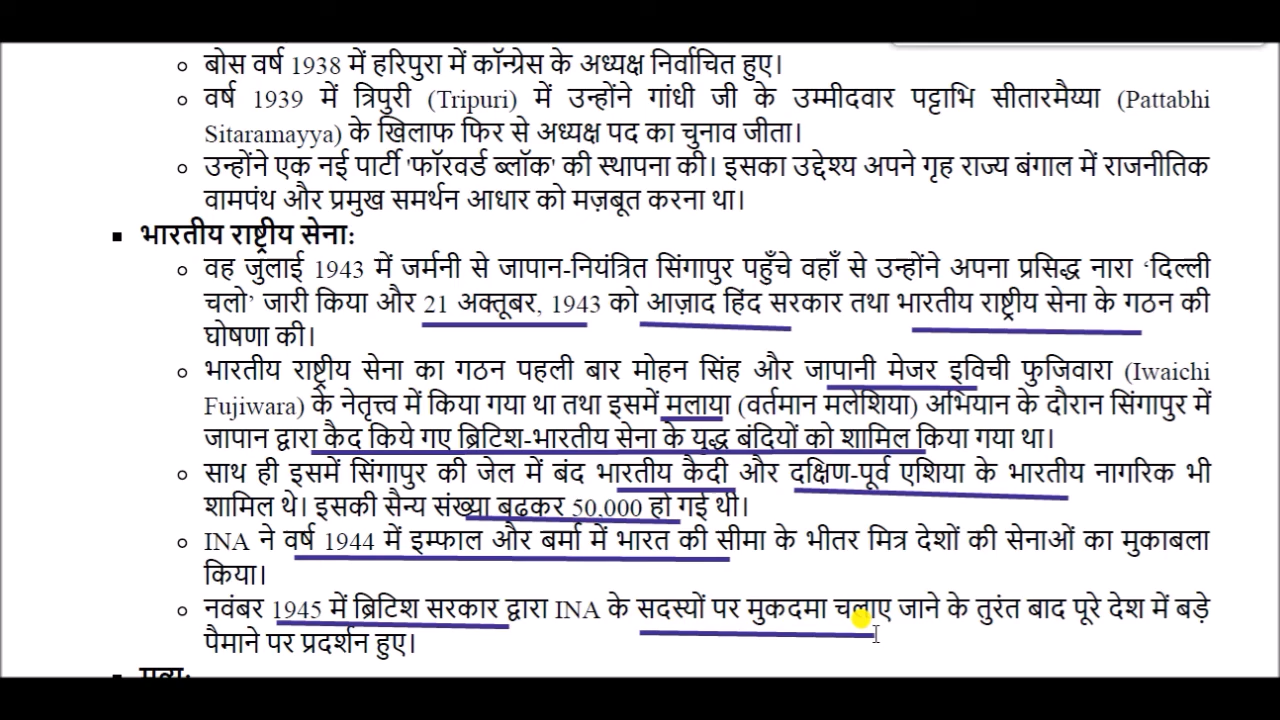 बोस वर्ष 1938 में हरिपुरा में कॉन्ग्रेस के अध्यक्ष निर्वाचित हुए।
वर्ष 1939 में त्रिपुरी (Tripuri) में उन्होंने गांधी जी के उम्मीदवार पट्टाभि सीतारमैय्या (Pattabhi
Sitaramayya) के खिलाफ फिर से अध्यक्ष पद का चुनाव जीता।
उन्होंने एक नई पार्टी 'फॉरवर्ड ब्लॉक' की स्थापना की। इसका उद्देश्य अपने गृह राज्य बंगाल में राजनीतिक
वामपंथ और प्रमुख समर्थन आधार को मज़बूत करना था।
भारतीय राष्ट्रीय सेना:
वह जुलाई 1943 में जर्मनी से जापान-नियंत्रित सिंगापुर पहुँचे वहाँ से उन्होंने अपना प्रसिद्ध नारा ‘दिल्ली
चलो’ जारी किया और 21 अक्तूबर, 1943 को आज़ाद हिंद सरकार तथा भारतीय राष्ट्रीय सेना के गठन की
घोषणा की।
भारतीय राष्ट्रीय सेना का गठन पहली बार मोहन सिंह और जापानी मेजर इविची फुजिवारा (Iwaichi
Fujiwara) के नेतृत्त्व में किया गया था तथा इसमें मलाया (वर्तमान मलेशिया) अभियान के दौरान सिंगापुर में
जापान द्वारा कैद किये गए ब्रिटिश-भारतीय सेना के युद्ध बंदियों को शामिल किया गया था।
साथ ही इसमें सिंगापुर की जेल में बंद भारतीय कैदी और दक्षिण-पूर्व एशिया के भारतीय नागरिक भी
शामिल थे। इसकी सैन्य संख्या बढ़कर 50,000 हो गई थी।
INA ने वर्ष 1944 में इम्फाल और बर्मा में भारत की सीमा के भीतर मित्र देशों की सेनाओं का मुकाबला
किया।
नवंबर 1945 में ब्रिटिश सरकार द्वारा INA के सदस्यों पर मुकदमा चलाए जाने के तुरंत बाद पूरे देश में बड़े
पैमाने पर प्रदर्शन हुए।